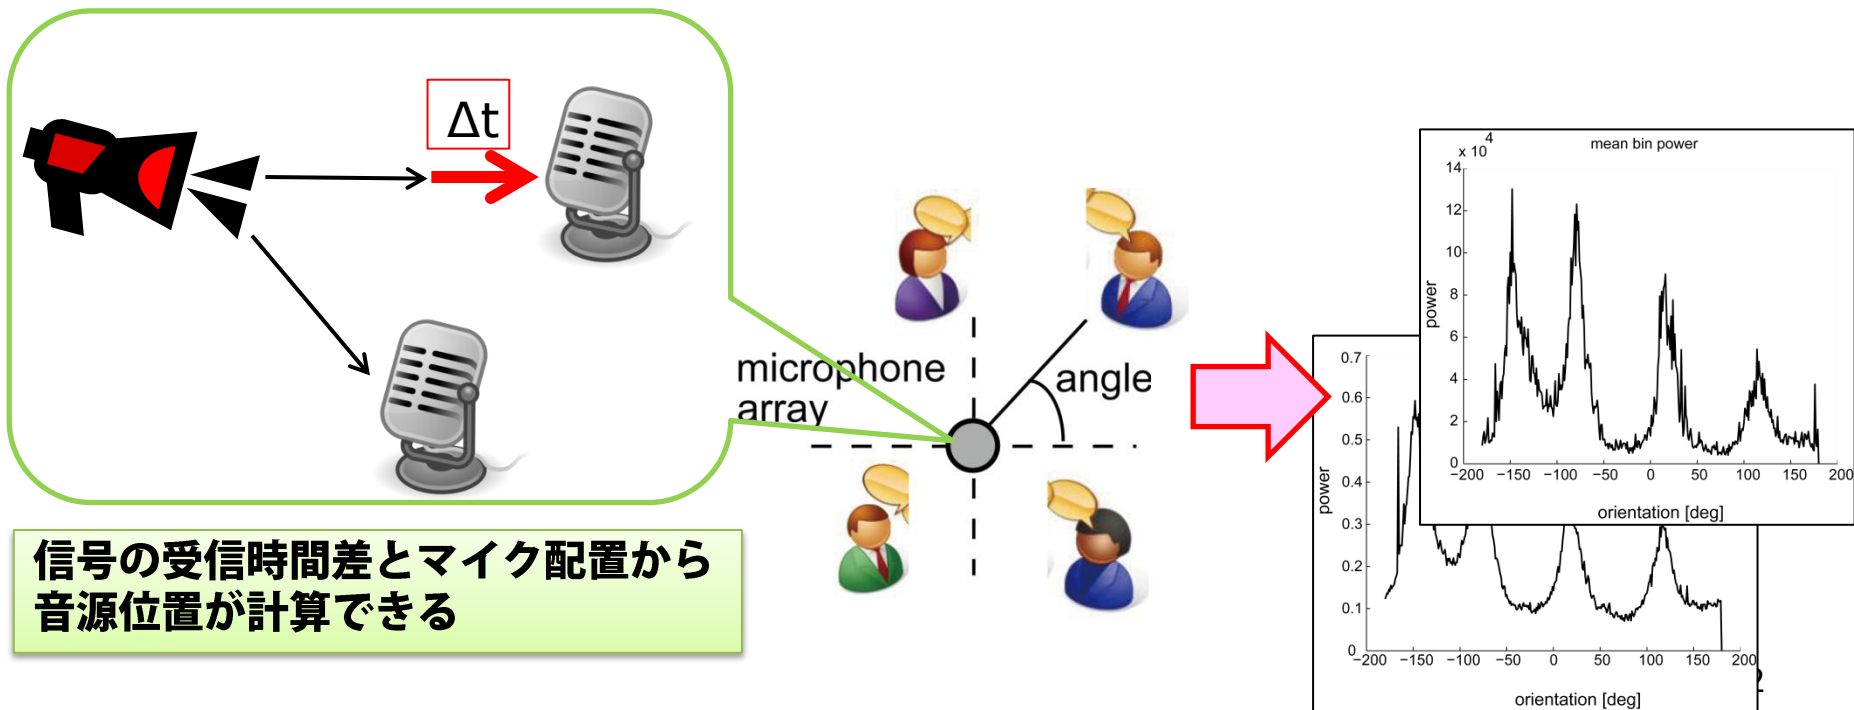 Δt
信号の受信時間差とマイク配置から
音源位置が計算できる
microphone
array
angle
mean bin power
x 10^4
14
12
10
8
6
4
2
0
power
−200 −150 −100 −50 0 50 100 150 200
orientation [deg]
0.7
0.6
0.5
0.4
0.3
0.2
0.1
0
power
−200 −150 −100 −50 0 50 100 150 200
orientation [deg]